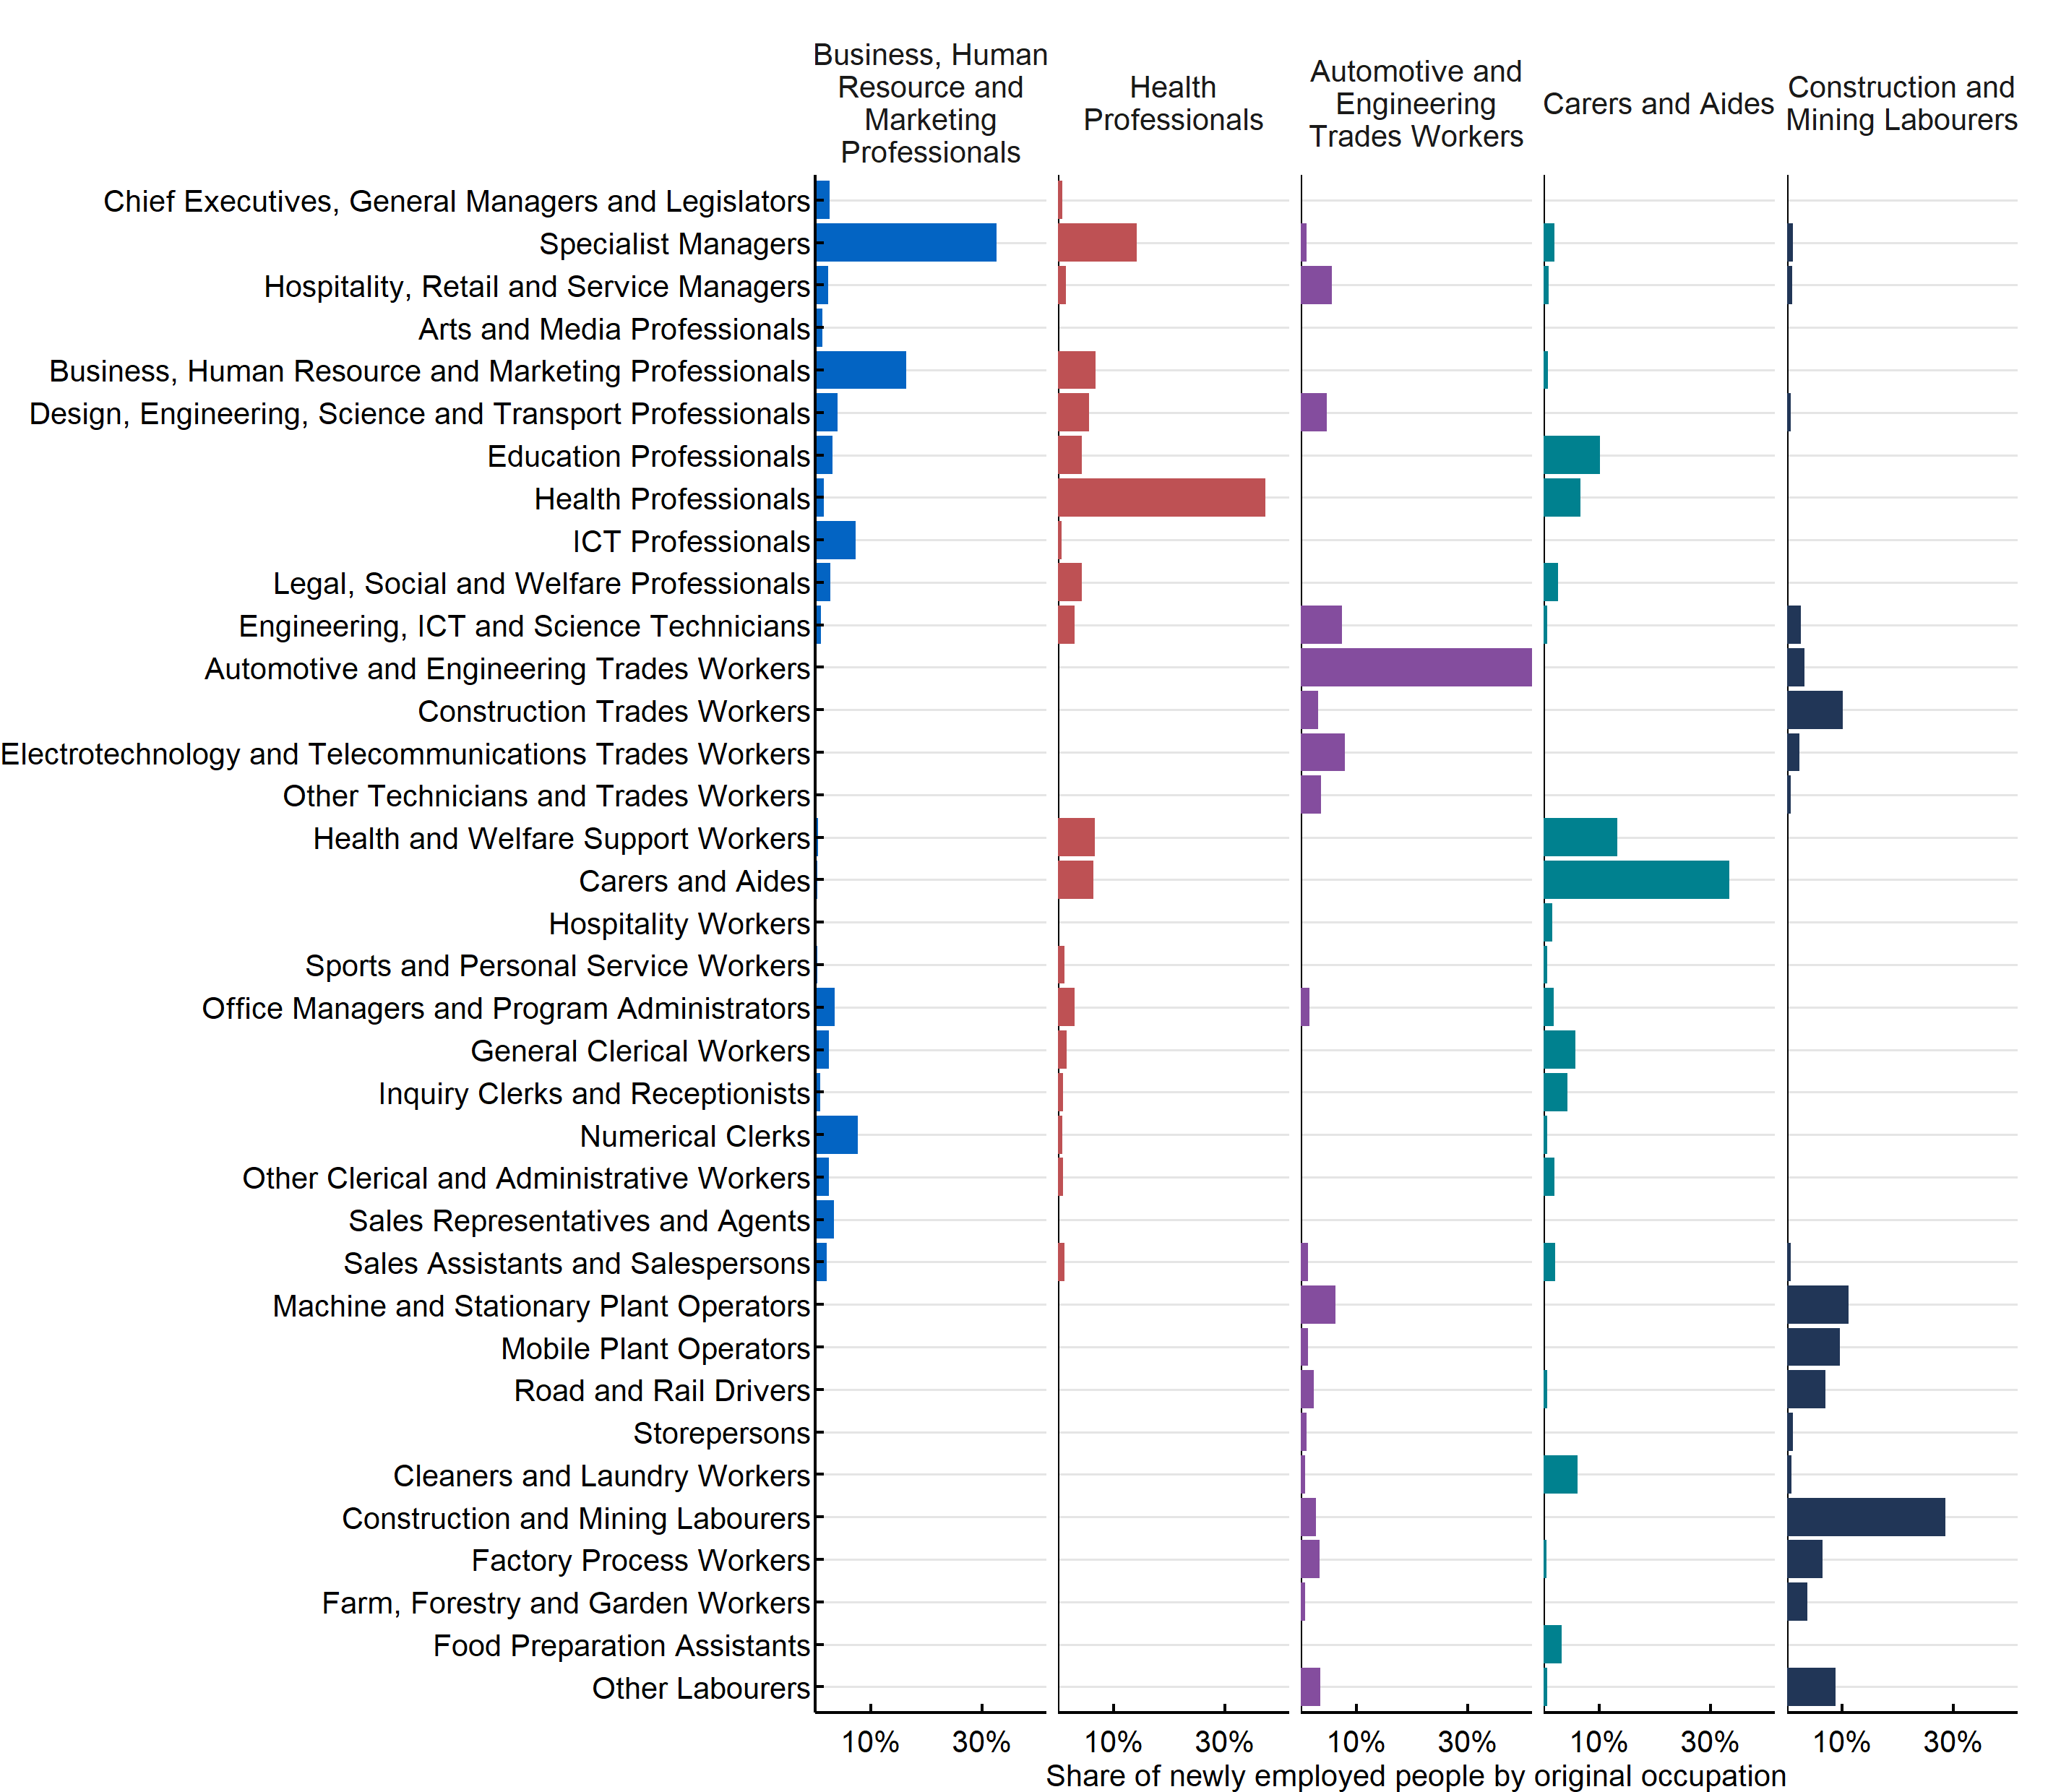 Business, Human
Resource and
Marketing
Professionals
Health
Professionals
Automotive and
Engineering
Trades Workers
Carers and Aides
Construction and
Mining Labourers
Chief Executives, General Managers and Legislators
Specialist Managers
Hospitality, Retail and Service Managers
Arts and Media Professionals
Business, Human Resource and Marketing Professionals
Design, Engineering, Science and Transport Professionals
Education Professionals
Health Professionals
ICT Professionals
Legal, Social and Welfare Professionals
Engineering, ICT and Science Technicians
Automotive and Engineering Trades Workers
Construction Trades Workers
Electrotechnology and Telecommunications Trades Workers
Other Technicians and Trades Workers
Health and Welfare Support Workers
Carers and Aides
Hospitality Workers
Sports and Personal Service Workers
Office Managers and Program Administrators
General Clerical Workers
Inquiry Clerks and Receptionists
Numerical Clerks
Other Clerical and Administrative Workers
Sales Representatives and Agents
Sales Assistants and Salespersons
Machine and Stationary Plant Operators
Mobile Plant Operators
Road and Rail Drivers
Storepersons
Cleaners and Laundry Workers
Construction and Mining Labourers
Factory Process Workers
Farm, Forestry and Garden Workers
Food Preparation Assistants
Other Labourers
10% 30% 10% 30% 10% 30% 10% 30% 10% 30%
Share of newly employed people by original occupation